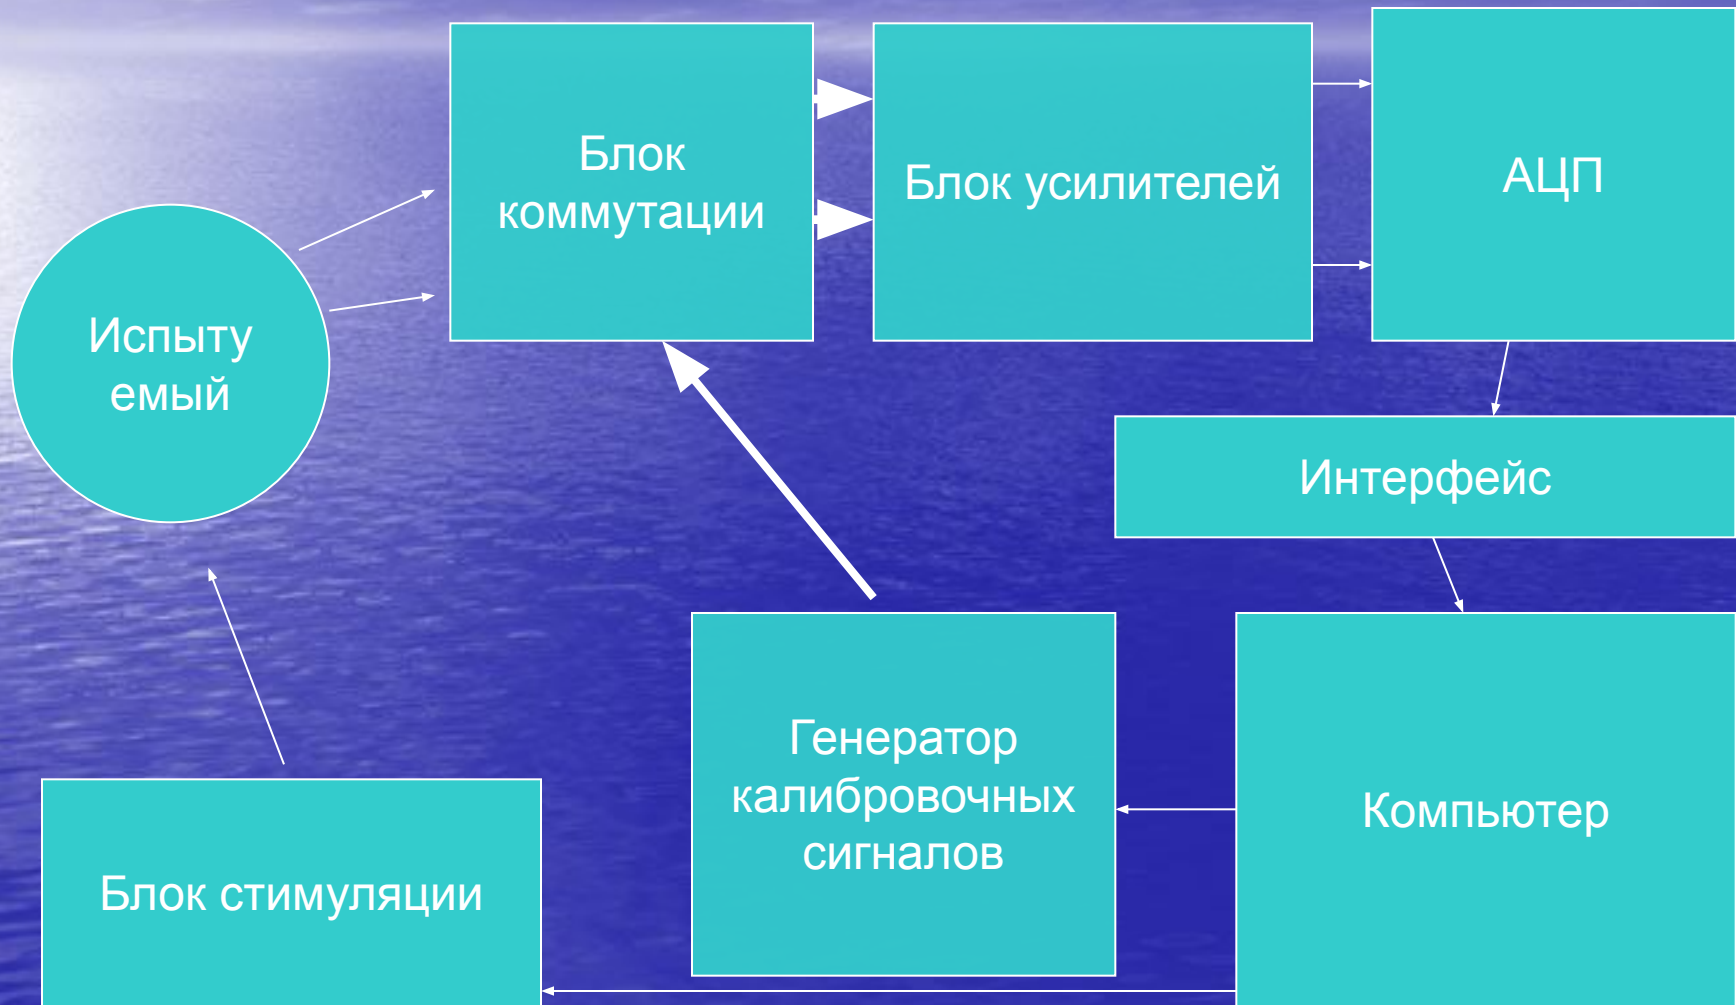 Блок
коммутации
Блок усилителей
АЦП
Испыту
емый
Интерфейс
Генератор
калибровочных
сигналов
Компьютер
Блок стимуляции